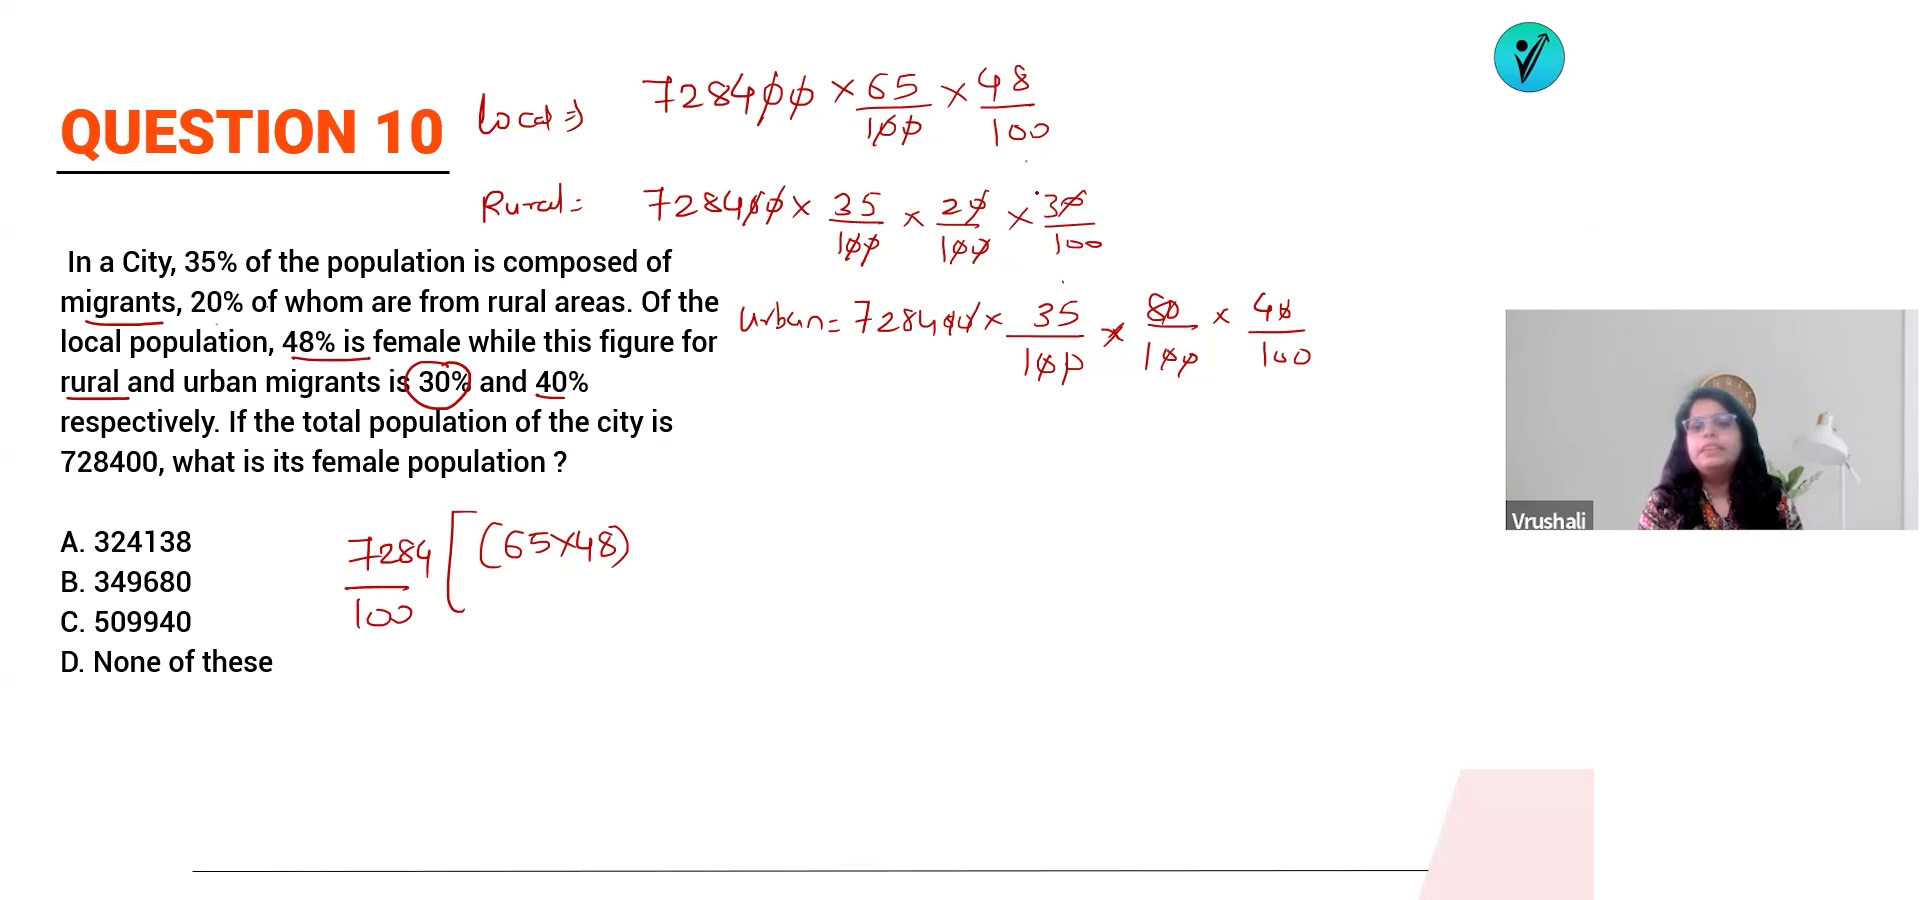 QUESTION 10
Local ⇒ 728400 × 65/100 × 48/100
Rural = 728400 × 35/100 × 20/100 × 30/100
In a City, 35% of the population is composed of
migrants, 20% of whom are from rural areas. Of the
local population, 48% is female while this figure for
rural and urban migrants is 30% and 40%
respectively. If the total population of the city is
728400, what is its female population ?
Urban = 728400 × 35/100 × 80/100 × 40/100
A. 324138
B. 349680
C. 509940
D. None of these
7284/100 [(65×48)
Vrushali